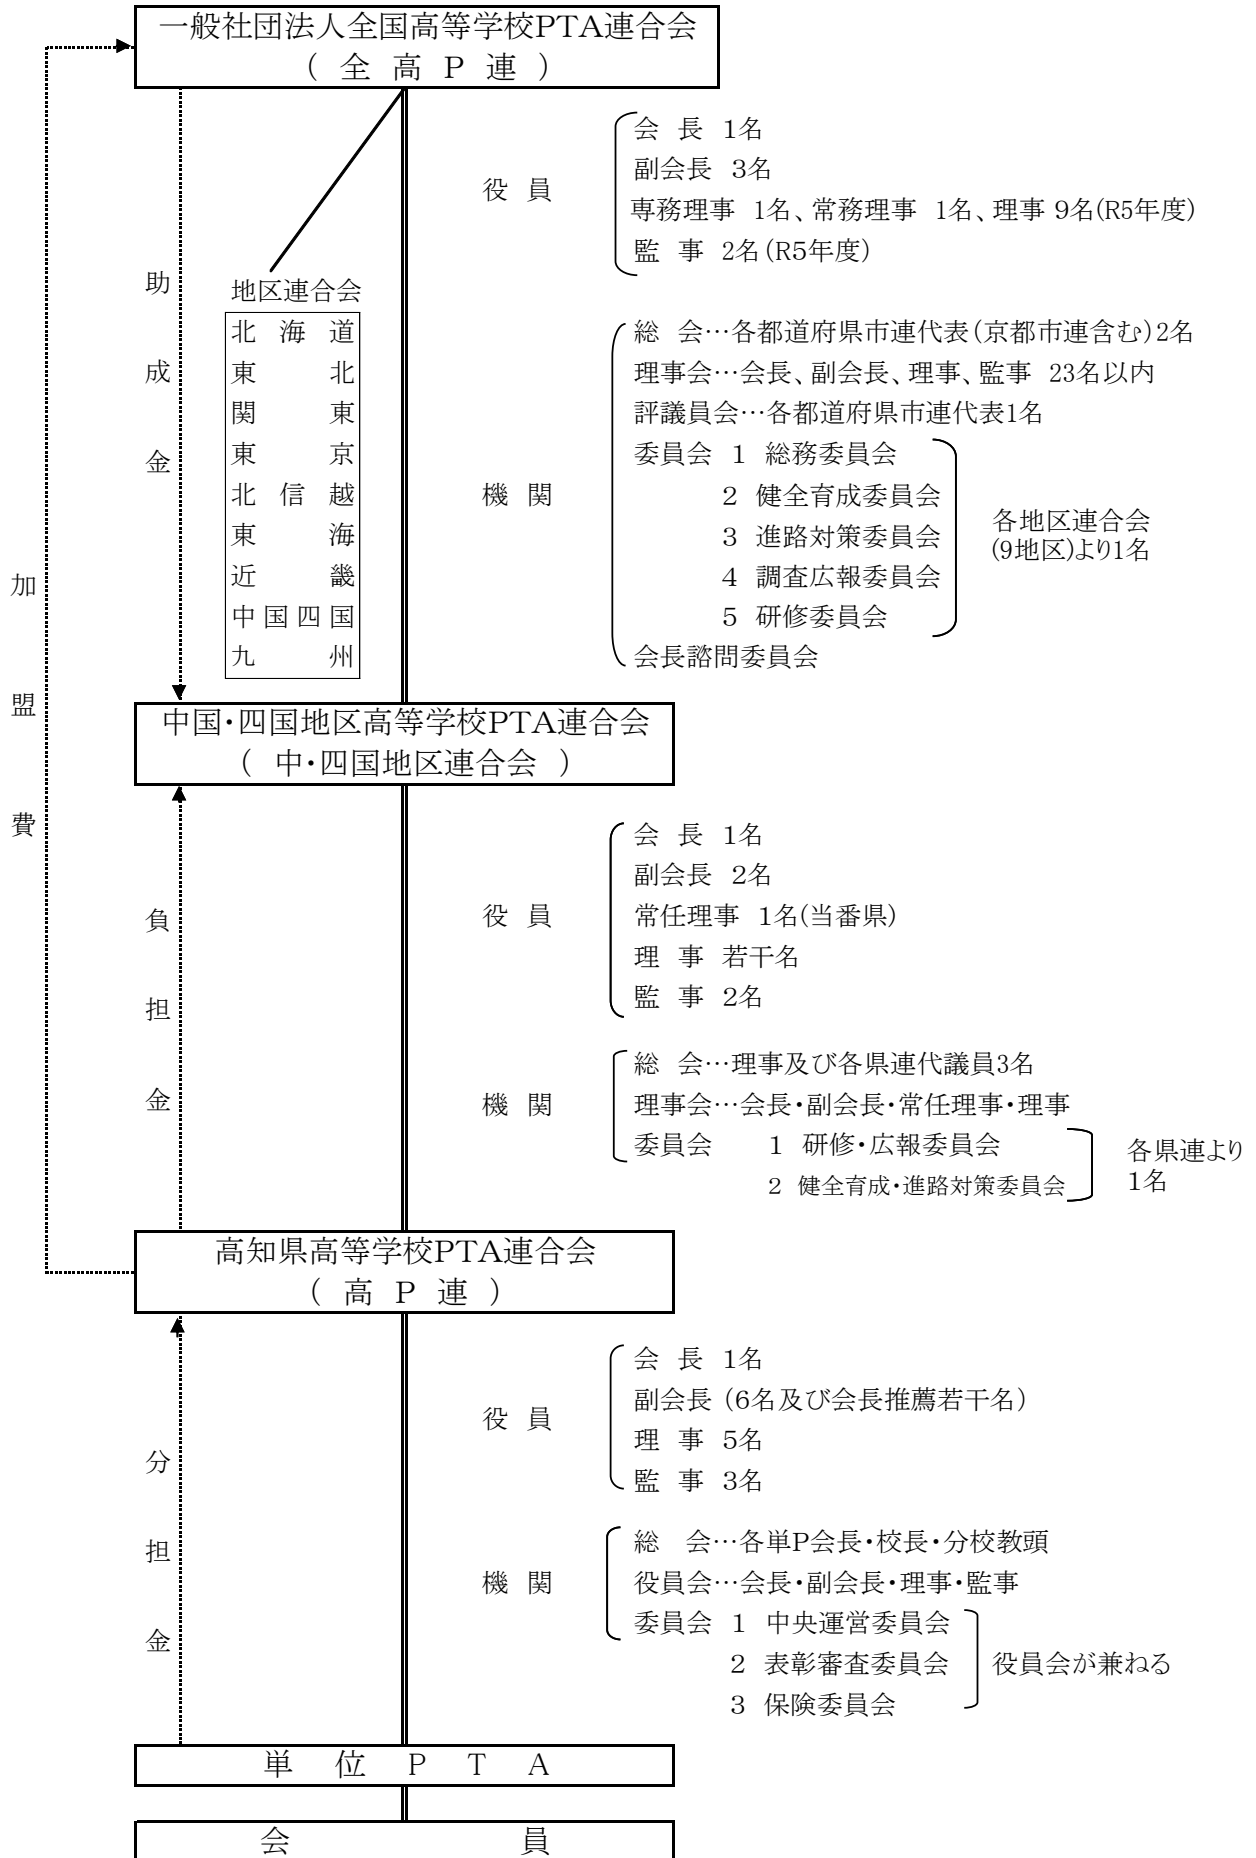 一般社団法人全国高等学校PTA連合会
( 全 高 P 連 )
役 員
会 長 1名
副会長 3名
専務理事 1名、常務理事 1名、理事 9名(R5年度)
監 事 2名(R5年度)
助成金
地区連合会
北 海 道
東 北
関 東
東 京
北 信 越
東 海
近 畿
中 国 四 国
九 州
機 関
総 会…各都道府県市連代表(京都市連含む)2名
理事会…会長、副会長、理事、監事 23名以内
評議員会…各都道府県市連代表1名
委員会 1 総務委員会
2 健全育成委員会
3 進路対策委員会
4 調査広報委員会
5 研修委員会
各地区連合会
(9地区)より1名
会長諮問委員会
加盟費
中国・四国地区高等学校PTA連合会
( 中・四国地区連合会 )
負担金
役 員
会 長 1名
副会長 2名
常任理事 1名(当番県)
理 事 若干名
監 事 2名
機 関
総 会…理事及び各県連代議員3名
理事会…会長・副会長・常任理事・理事
委員会 1 研修・広報委員会
2 健全育成・進路対策委員会
各県連より
1名
高知県高等学校PTA連合会
( 高 P 連 )
分担金
役 員
会 長 1名
副会長 (6名及び会長推薦若干名)
理 事 5名
監 事 3名
機 関
総 会…各単P会長・校長・分校教頭
役員会…会長・副会長・理事・監事
委員会 1 中央運営委員会
2 表彰審査委員会
3 保険委員会
役員会が兼ねる
単 位 P T A
会 員